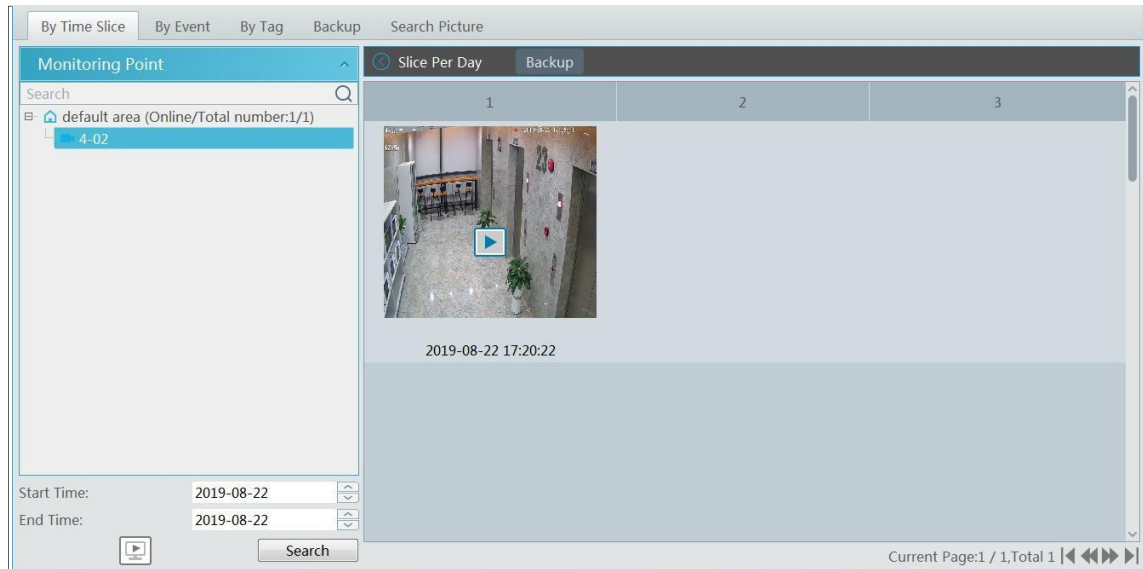 By Time Slice By Event By Tag Backup Search Picture
Monitoring Point
Slice Per Day Backup
Search
1 2 3
default area (Online/Total number:1/1)
4-02
23
2019-08-22 17:20:22
Start Time: 2019-08-22
End Time: 2019-08-22
Search
Current Page:1 / 1,Total 1